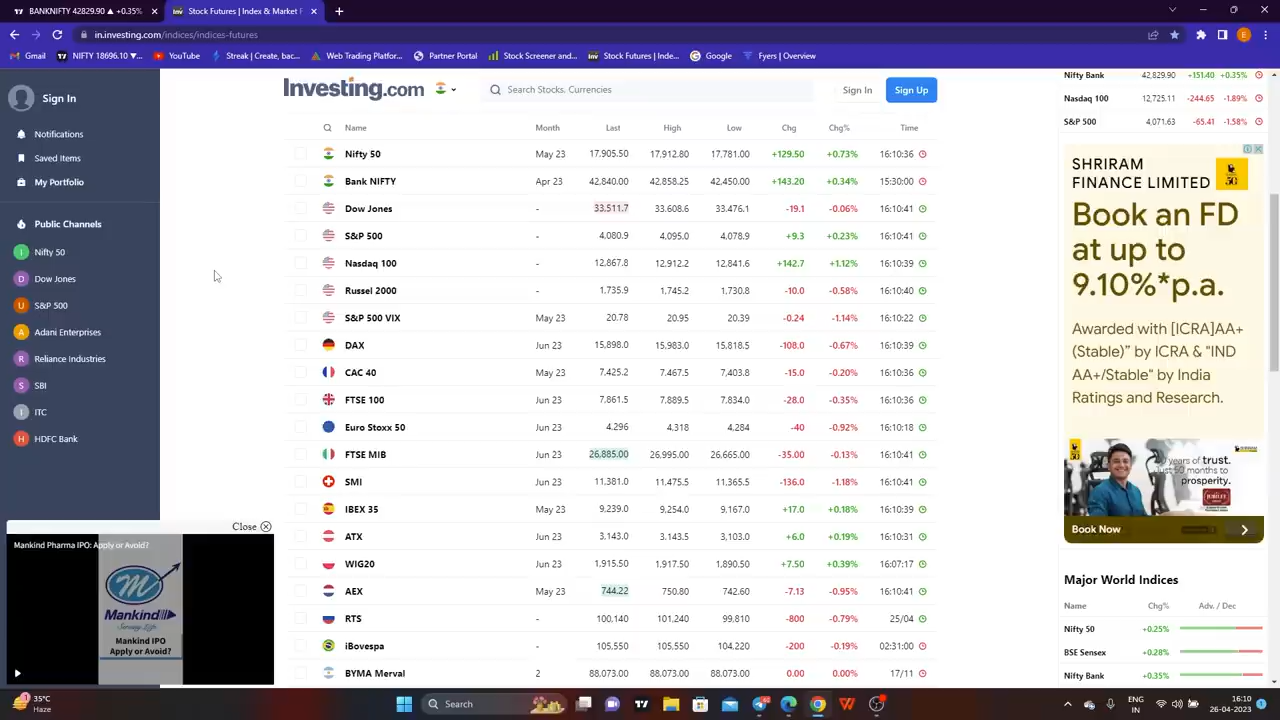 BANKNIFTY 42829.90 ▲ +0.35% U
Stock Futures | Index & Market F
Gmail
NIFTY 18696.10 ▼...
YouTube
Streak | Create, bac...
Web Trading Platfor...
Partner Portal
Stock Screener and...
Stock Futures | Inde...
Google
Fyers | Overview
in.investing.com/indices/indices-futures
Sign In
Notifications
Saved Items
My Portfolio
Public Channels
I Nifty 50
D Dow Jones
U S&P 500
A Adani Enterprises
R Reliance Industries
S SBI
I ITC
H HDFC Bank
Investing.com
Search Stocks, Currencies
Sign In
Sign Up
Name Month Last High Low Chg Chg% Time
Nifty 50 May 23 17,905.50 17,912.80 17,781.00 +129.50 +0.73% 16:10:36
Bank NIFTY Apr 23 42,840.00 42,858.25 42,450.00 +143.20 +0.34% 15:30:00
Dow Jones - 33,511.7 33,608.6 33,476.1 -19.1 -0.06% 16:10:41
S&P 500 - 4,080.9 4,095.0 4,078.9 +9.3 +0.23% 16:10:41
Nasdaq 100 - 12,867.8 12,912.2 12,841.6 +142.7 +1.12% 16:10:39
Russel 2000 - 1,735.9 1,745.2 1,730.8 -10.0 -0.58% 16:10:40
S&P 500 VIX May 23 20.78 20.95 20.39 -0.24 -1.14% 16:10:22
DAX Jun 23 15,898.0 15,983.0 15,818.5 -108.0 -0.67% 16:10:39
CAC 40 May 23 7,425.2 7,467.5 7,403.8 -15.0 -0.20% 16:10:36
FTSE 100 Jun 23 7,861.5 7,889.5 7,834.0 -28.0 -0.35% 16:10:41
Euro Stoxx 50 Jun 23 4,296 4,318 4,284 -40 -0.92% 16:10:18
FTSE MIB Jun 23 26,885.00 26,995.00 26,665.00 -35.00 -0.13% 16:10:41
SMI Jun 23 11,381.0 11,475.5 11,365.5 -136.0 -1.18% 16:10:41
IBEX 35 May 23 9,239.0 9,254.0 9,167.0 +17.0 +0.18% 16:10:39
ATX Jun 23 3,143.0 3,143.5 3,103.0 +6.0 +0.19% 16:10:31
WIG20 Jun 23 1,915.50 1,917.50 1,893.50 +7.50 +0.39% 16:07:17
AEX May 23 744.22 750.80 742.60 -7.13 -0.95% 16:10:41
RTS - 100,140 101,240 99,810 -800 -0.79% 25/04
iBovespa - 105,550 105,550 104,220 -200 -0.19% 02:31:00
BYMA Merval 2 88,073.00 88,073.00 88,073.00 0.00 0.00% 17/11
Close
Mankind Pharma IPO: Apply or Avoid?
Mankind
Serving Life
Mankind IPO
Apply or Avoid?
Nifty Bank 42,829.90 +151.40 +0.35%
Nasdaq 100 12,725.11 -244.65 -1.89%
S&P 500 4,071.63 -65.41 -1.58%
SHRIRAM
FINANCE LIMITED
Book an FD
at up to
9.10%*p.a.
Awarded with [ICRA]AA+
(Stable)” by ICRA & "IND
AA+/Stable" by India
Ratings and Research.
years of trust.
Just 50 months to
prosperity.
Book Now
Major World Indices
Name Chg% Adv. / Dec
Nifty 50 +0.25%
BSE Sensex +0.28%
Nifty Bank +0.35%
35°C
Haze
Search
ENG
IN
16:10
26-04-2023